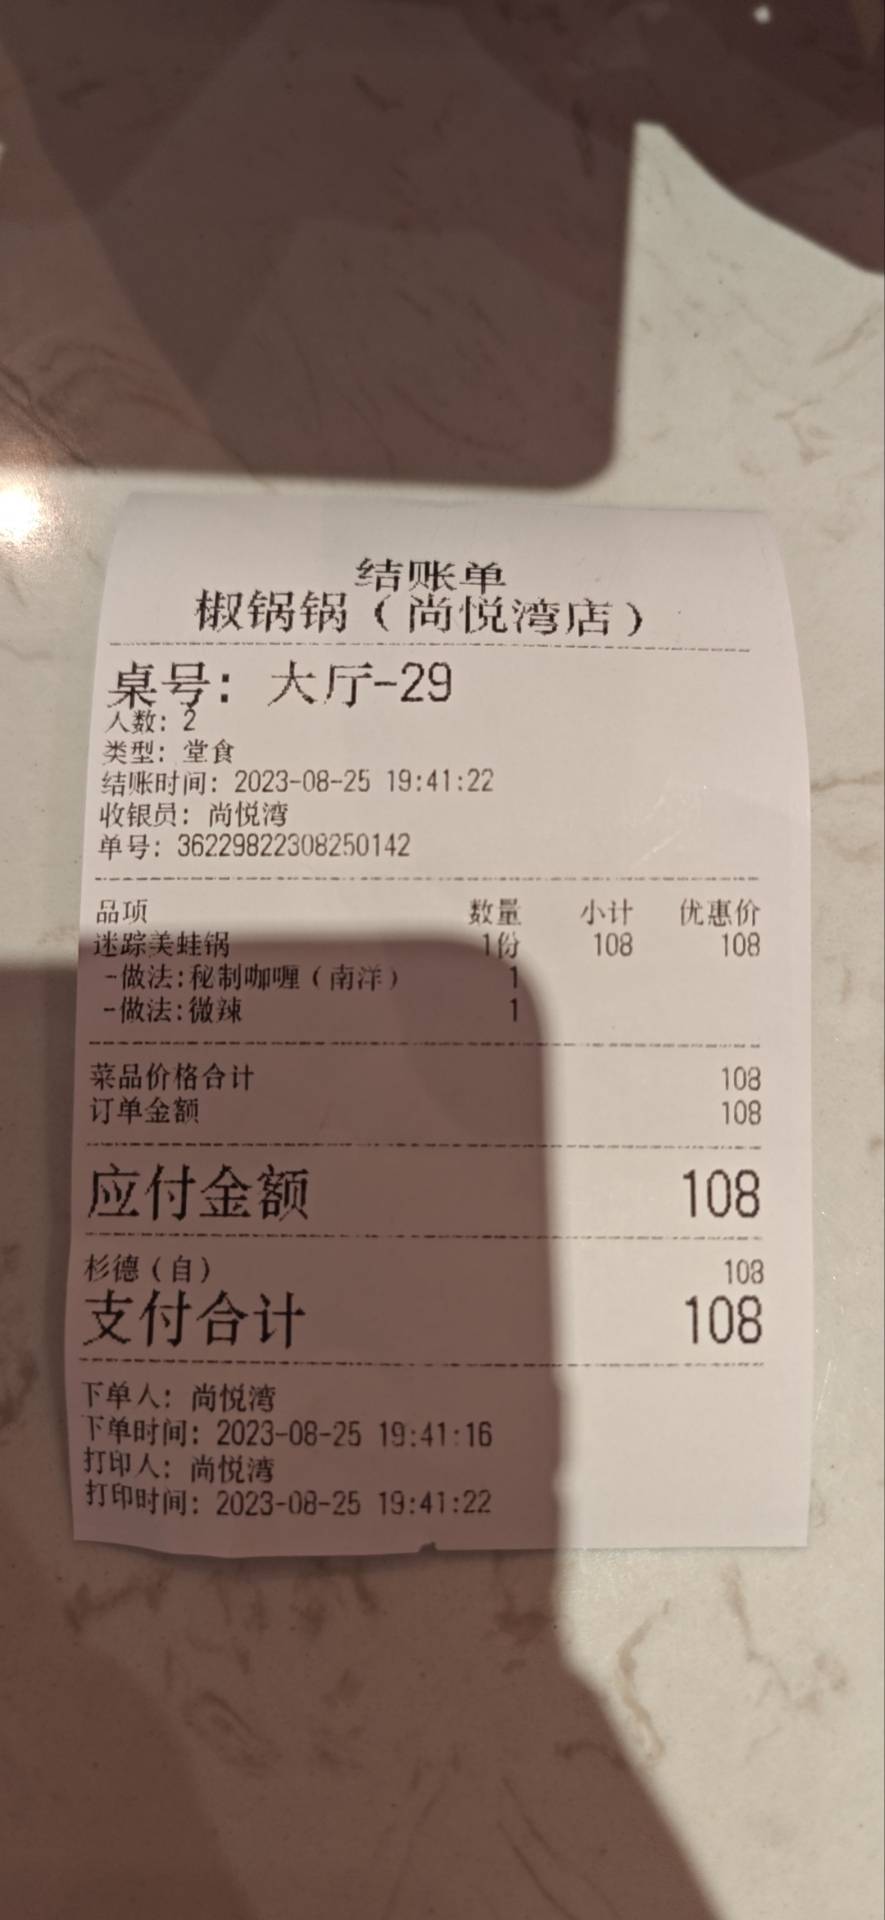 结账单
椒锅锅（尚悦湾店）
桌号: 大厅-29
人数: 2
类型: 堂食
结账时间: 2023-08-25 19:41:22
收银员: 尚悦湾
单号: 36229822308250142
品项 数量 小计 优惠价
迷踪美蛙锅 1份 108 108
-做法:秘制咖喱（南洋） 1
-做法:微辣 1
菜品价格合计 108
订单金额 108
应付金额 108
杉德（自） 108
支付合计 108
下单人: 尚悦湾
下单时间: 2023-08-25 19:41:16
打印人: 尚悦湾
打印时间: 2023-08-25 19:41:22